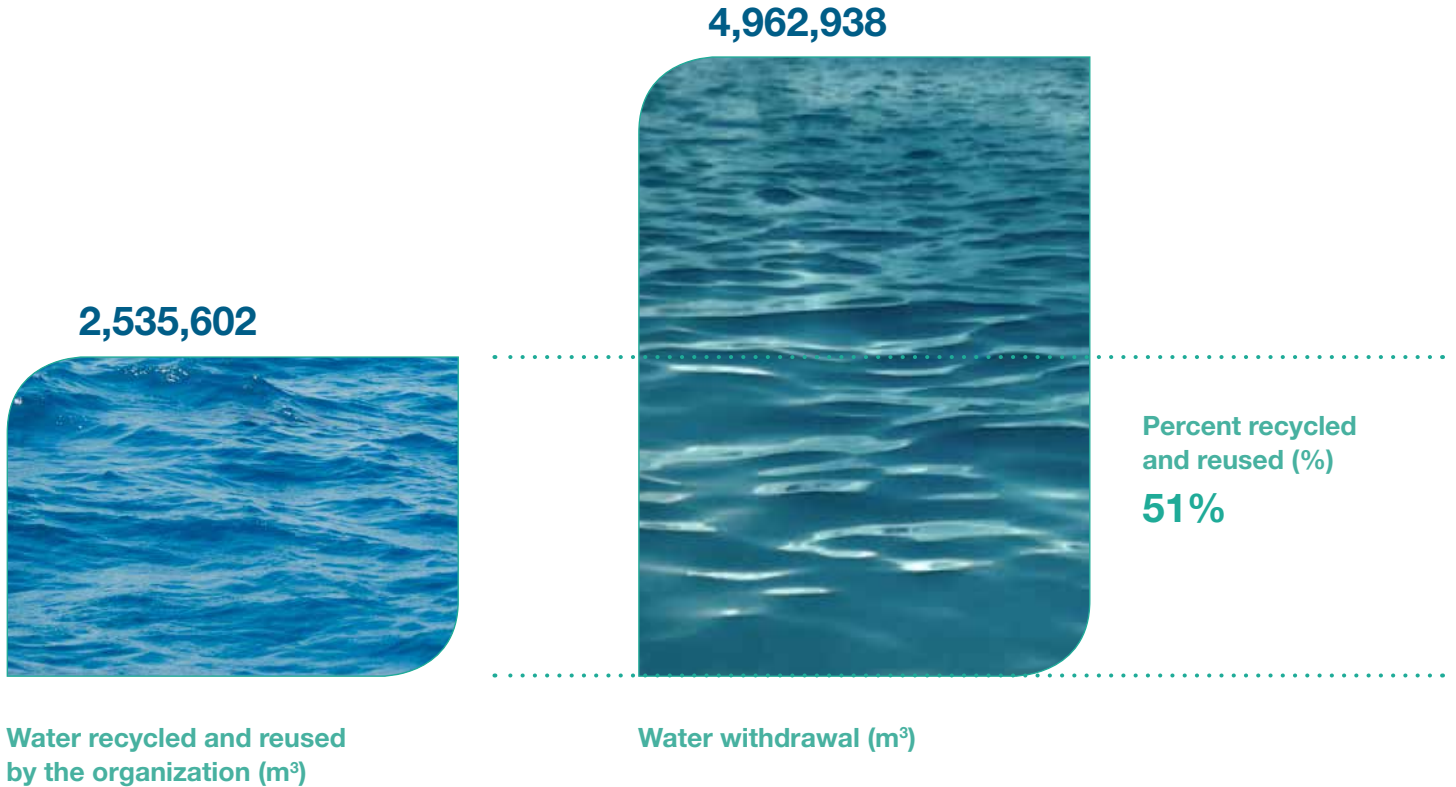 4,962,938
2,535,602
Percent recycled
and reused (%)
51%
Water recycled and reused
by the organization (m³)
Water withdrawal (m³)